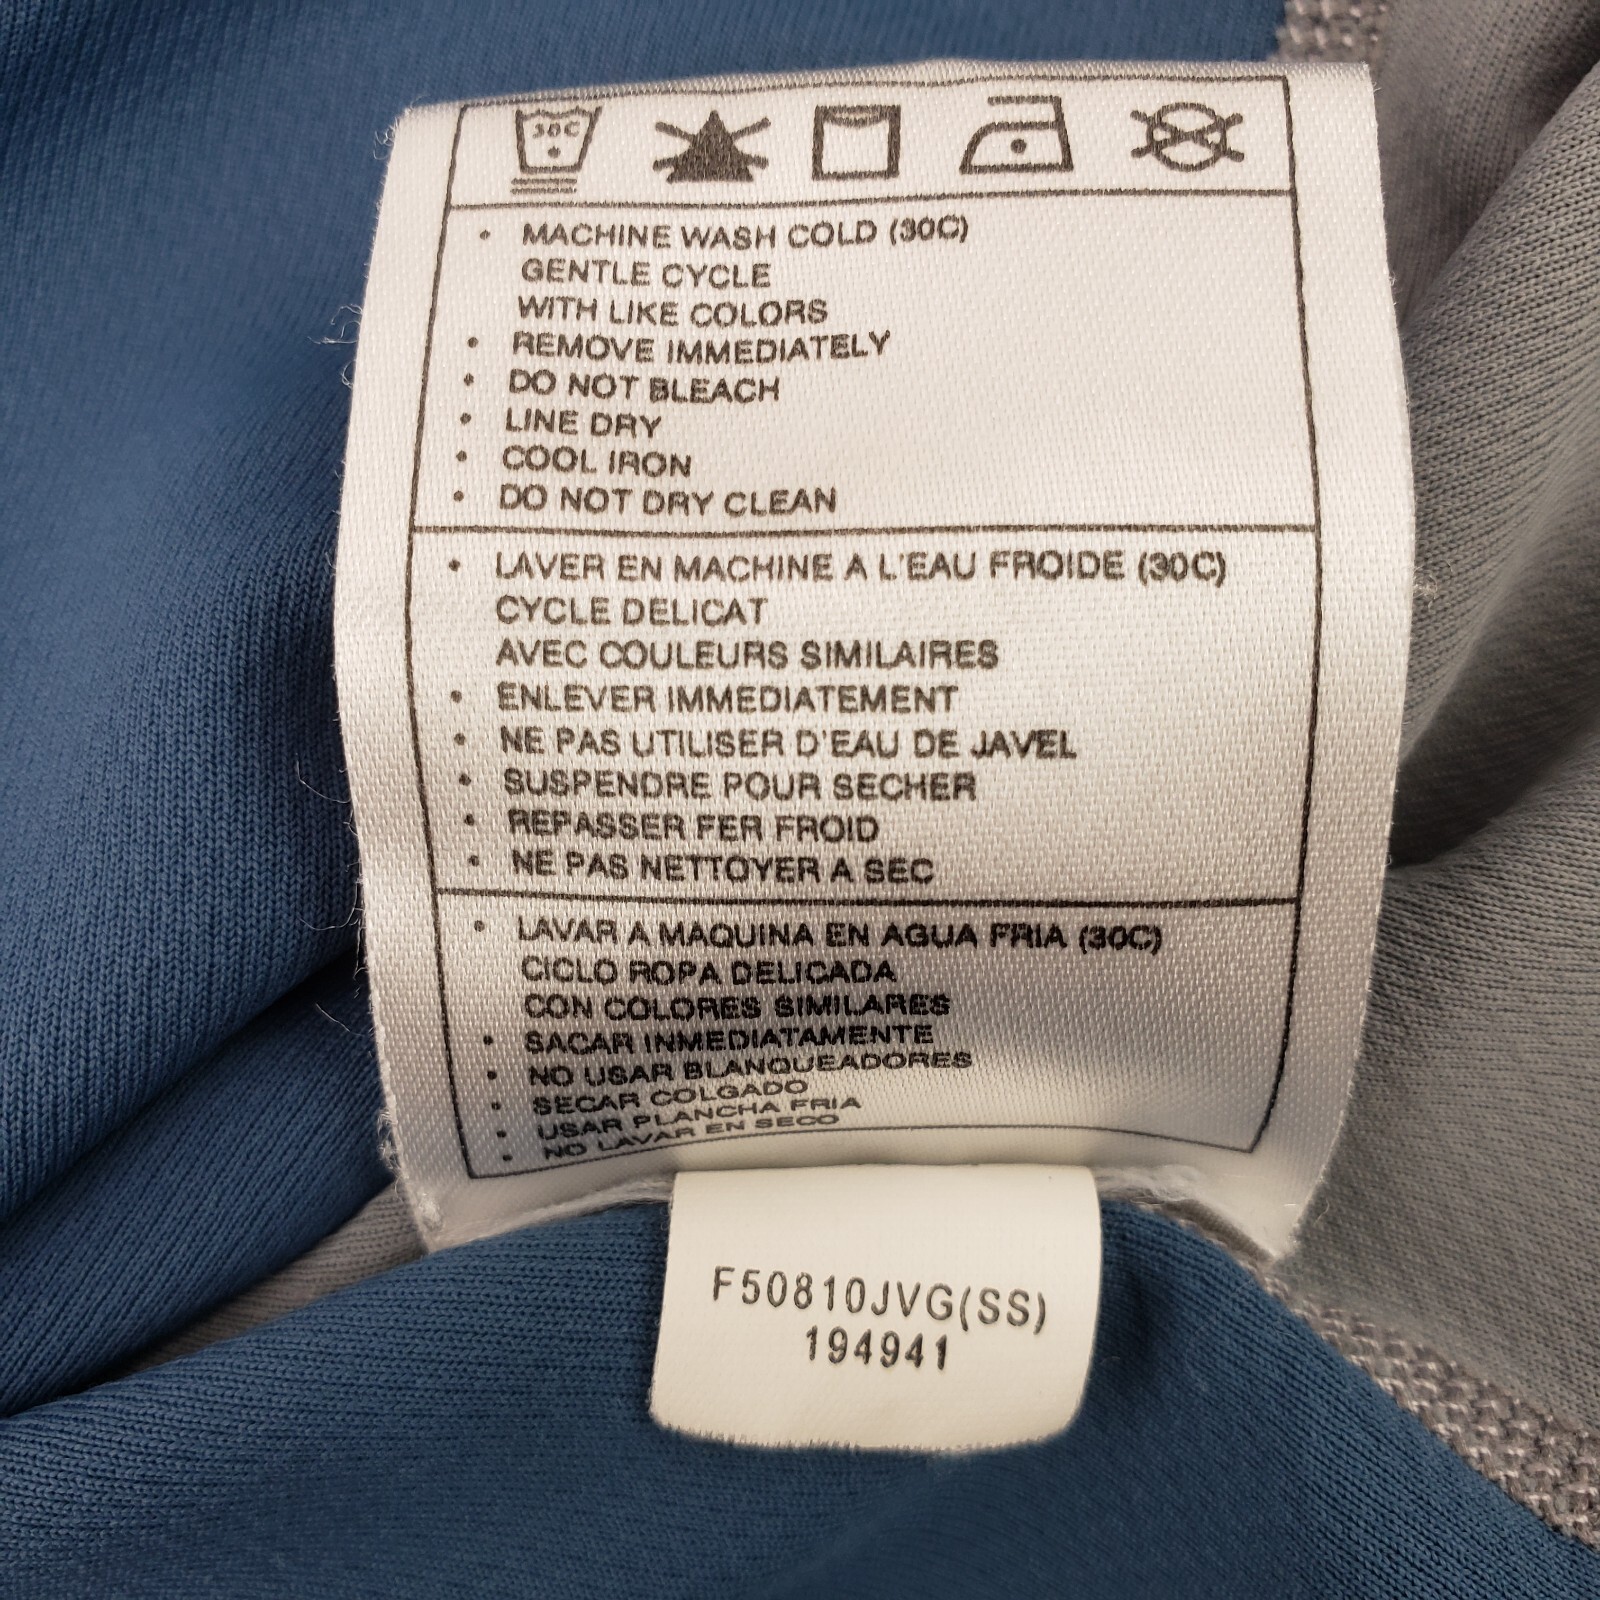 30C
• MACHINE WASH COLD (30C)
GENTLE CYCLE
WITH LIKE COLORS
• REMOVE IMMEDIATELY
• DO NOT BLEACH
• LINE DRY
• COOL IRON
• DO NOT DRY CLEAN
• LAVER EN MACHINE A L'EAU FROIDE (30C)
CYCLE DELICAT
AVEC COULEURS SIMILAIRES
• ENLEVER IMMEDIATEMENT
• NE PAS UTILISER D'EAU DE JAVEL
• SUSPENDRE POUR SECHER
• REPASSER FER FROID
• NE PAS NETTOYER A SEC
• LAVAR A MAQUINA EN AGUA FRIA (30C)
CICLO ROPA DELICADA
CON COLORES SIMILARES
• SACAR INMEDIATAMENTE
• NO USAR BLANQUEADORES
• SECAR COLGADO
• USAR PLANCHA FRIA
• NO LAVAR EN SECO
F50810JVG(SS)
194941